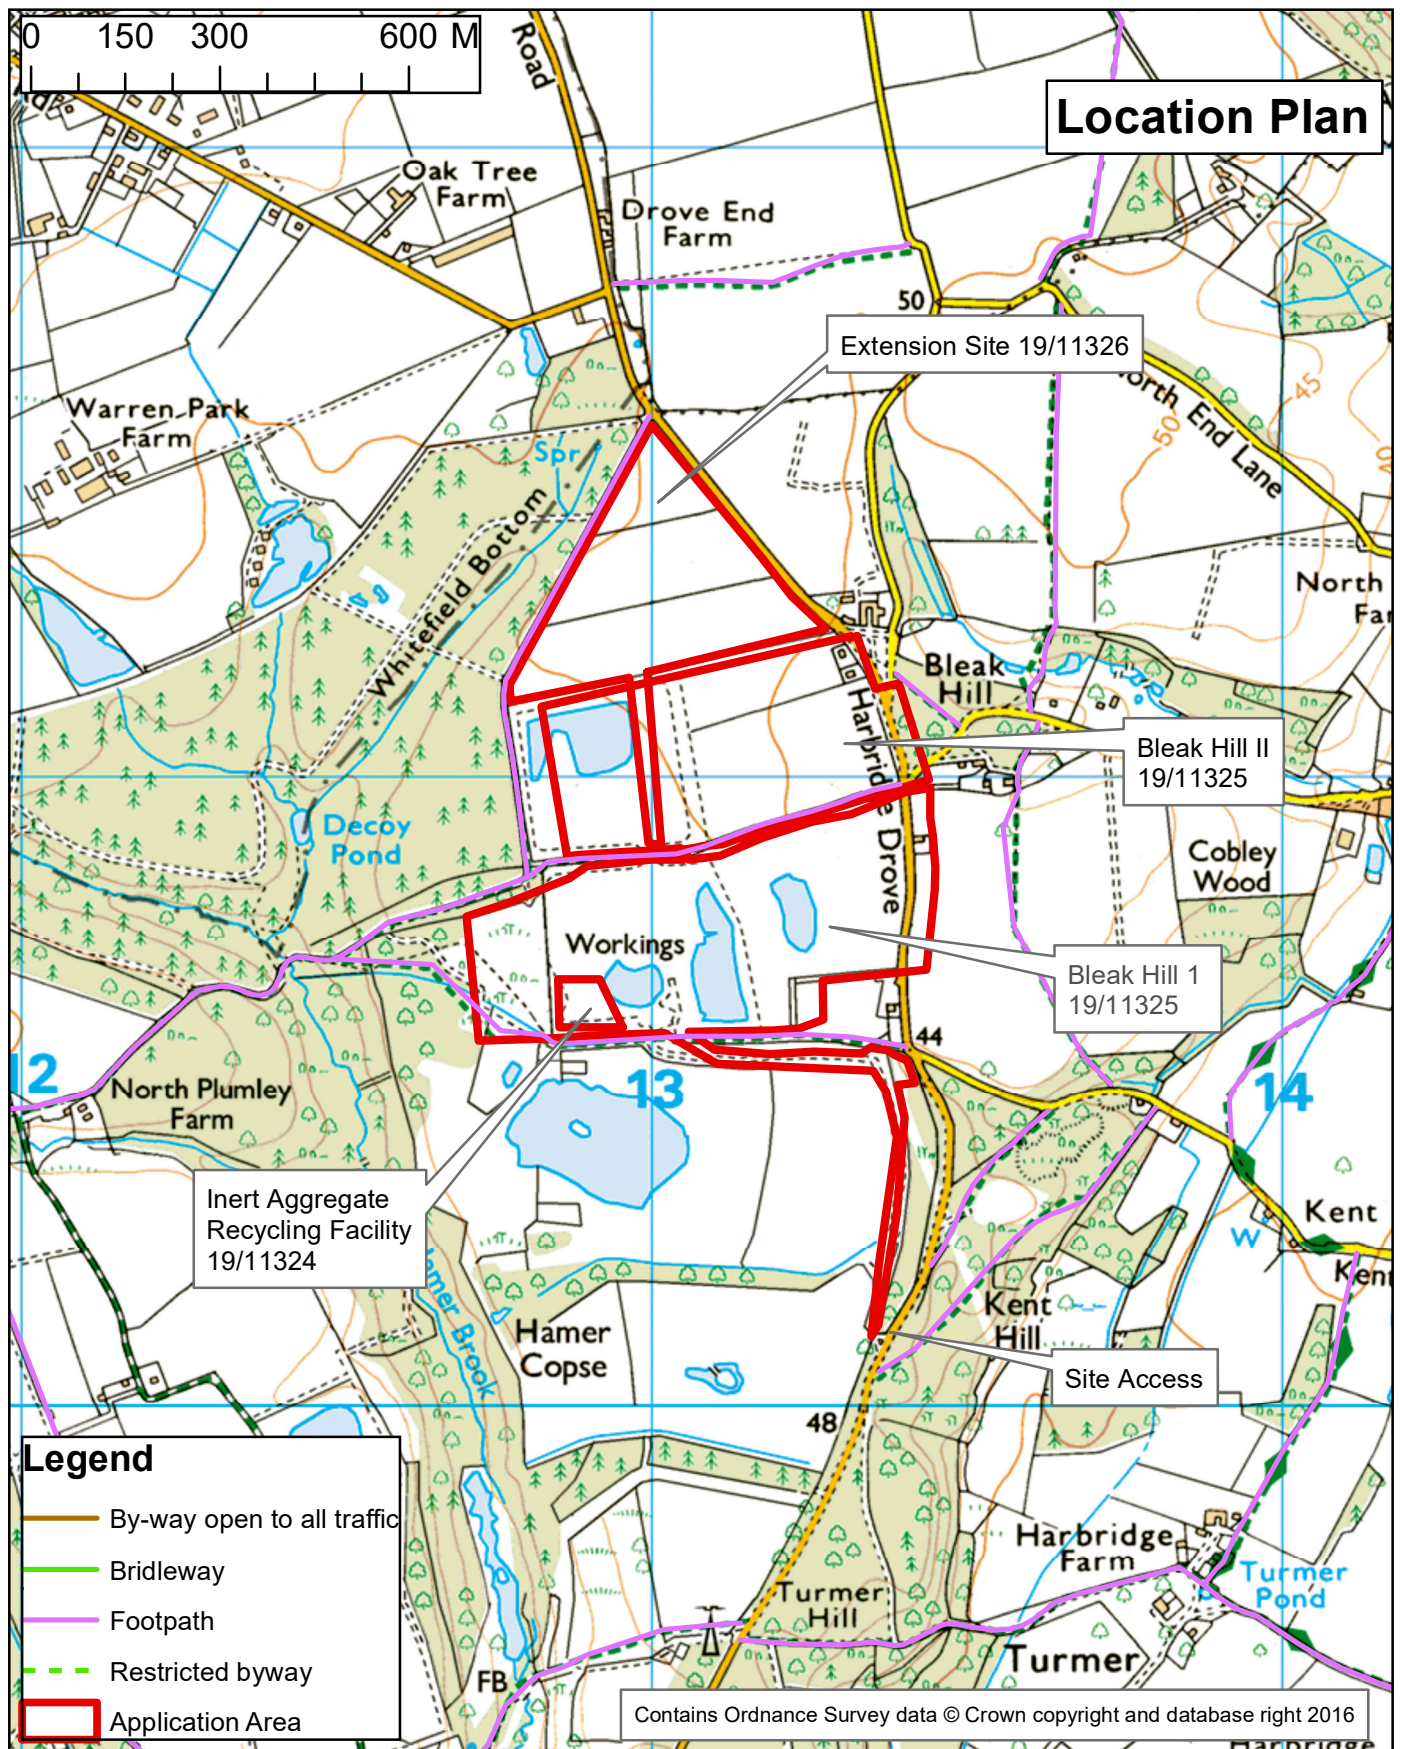 0 150 300 600 M
Road
Location Plan
Oak Tree
Farm
Drove End
Farm
50
Extension Site 19/11326
North End Lane
45
50
40
Warren Park
Farm
Spr
Whitefield Bottom
North
Bleak
Hill
Harbridge Drove
Bleak Hill II
19/11325
Decoy
Pond
Cobley
Wood
Workings
Bleak Hill 1
19/11325
44
12
13
14
North Plumley
Farm
Inert Aggregate
Recycling Facility
19/11324
Kent
W
Kent
Hamer Brook
Kent
Hill
Hamer
Copse
Site Access
48
Legend
By-way open to all traffic
Bridleway
Footpath
Restricted byway
Application Area
Harbridge
Farm
Turmer
Pond
Turmer
Hill
Turmer
FB
Contains Ordnance Survey data © Crown copyright and database right 2016
Harbridge